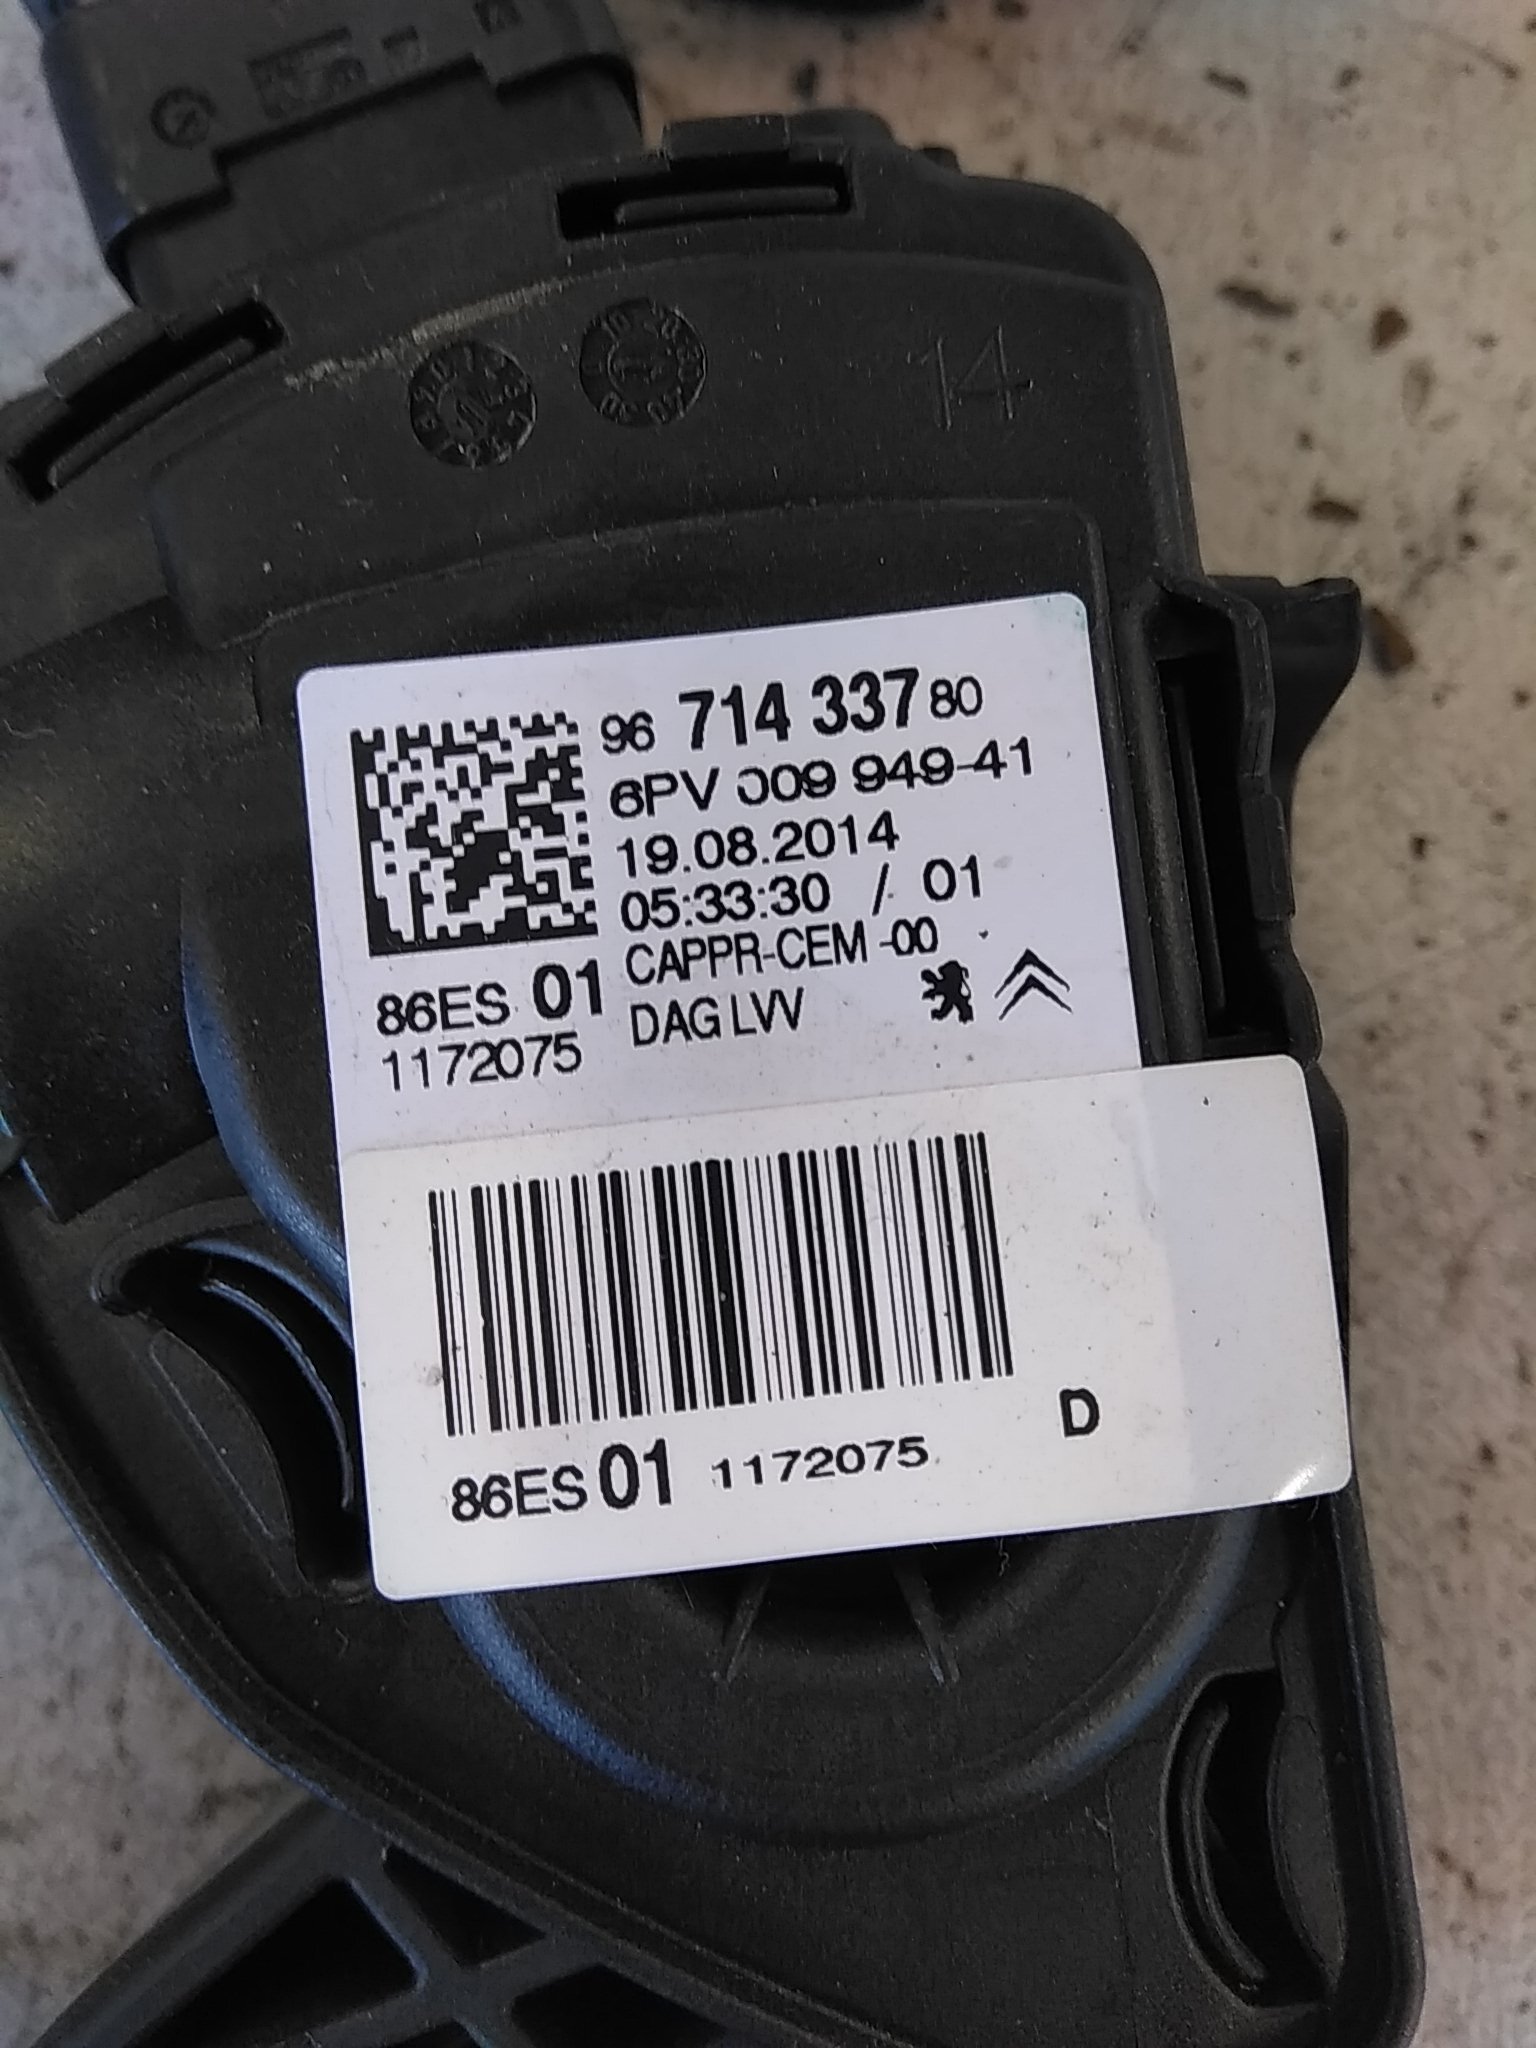 14
96 714 337 80
6PV 009 949-41
19.08.2014
05:33:30 / 01
CAPPR-CEM -00
86ES 01
DAG LVV
1172075
86ES 01 1172075
D